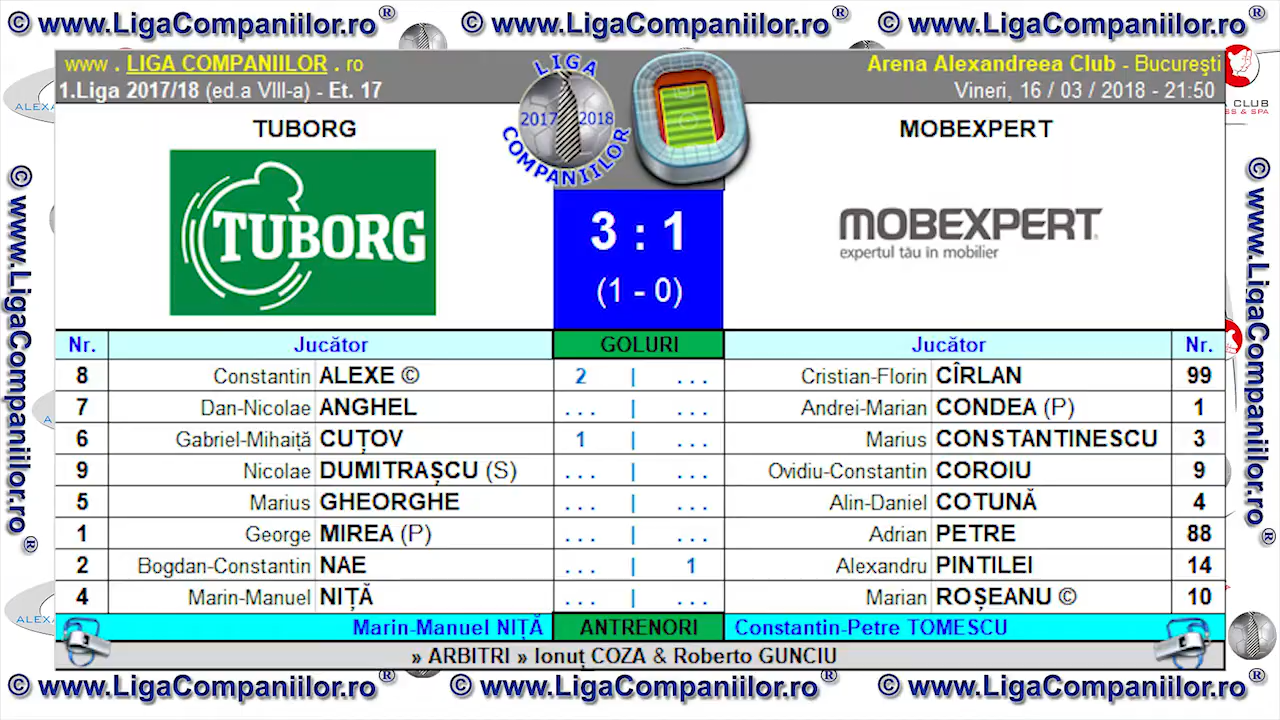 © www.LigaCompaniilor.ro® © www.LigaCompaniilor.ro® © www.LigaCompaniilor.ro®
www . LIGA COMPANIILOR . ro
Arena Alexandreea Club - București
1.Liga 2017/18 (ed.a VIII-a) - Et. 17
Vineri, 16 / 03 / 2018 - 21:50
LIGA
2017 2018
COMPANIILOR
TUBORG
MOBEXPERT
TUBORG
MOBEXPERT
expertul tău în mobilier
3 : 1
(1 - 0)
Nr. Jucător GOLURI Jucător Nr.
8 Constantin ALEXE © 2 | ... Cristian-Florin CÎRLAN 99
7 Dan-Nicolae ANGHEL ... | ... Andrei-Marian CONDEA (P) 1
6 Gabriel-Mihaiță CUȚOV 1 | ... Marius CONSTANTINESCU 3
9 Nicolae DUMITRAȘCU (S) ... | ... Ovidiu-Constantin COROIU 9
5 Marius GHEORGHE ... | ... Alin-Daniel COTUNĂ 4
1 George MIREA (P) ... | ... Adrian PETRE 88
2 Bogdan-Constantin NAE ... | 1 Alexandru PINTILEI 14
4 Marin-Manuel NIȚĂ ... | ... Marian ROȘEANU © 10
Marin-Manuel NIȚĂ ANTRENORI Constantin-Petre TOMESCU
» ARBITRI » Ionuț COZA & Roberto GUNCIU
© www.LigaCompaniilor.ro® © www.LigaCompaniilor.ro® © www.LigaCompaniilor.ro®
© www.LigaCompaniilor.ro®
© www.LigaCompaniilor.ro®